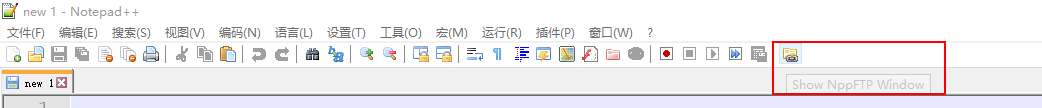 new 1 - Notepad++
文件(F) 编辑(E) 搜索(S) 视图(V) 编码(N) 语言(L) 设置(T) 工具(O) 宏(M) 运行(R) 插件(P) 窗口(W) ?
Show NppFTP Window
new 1
1